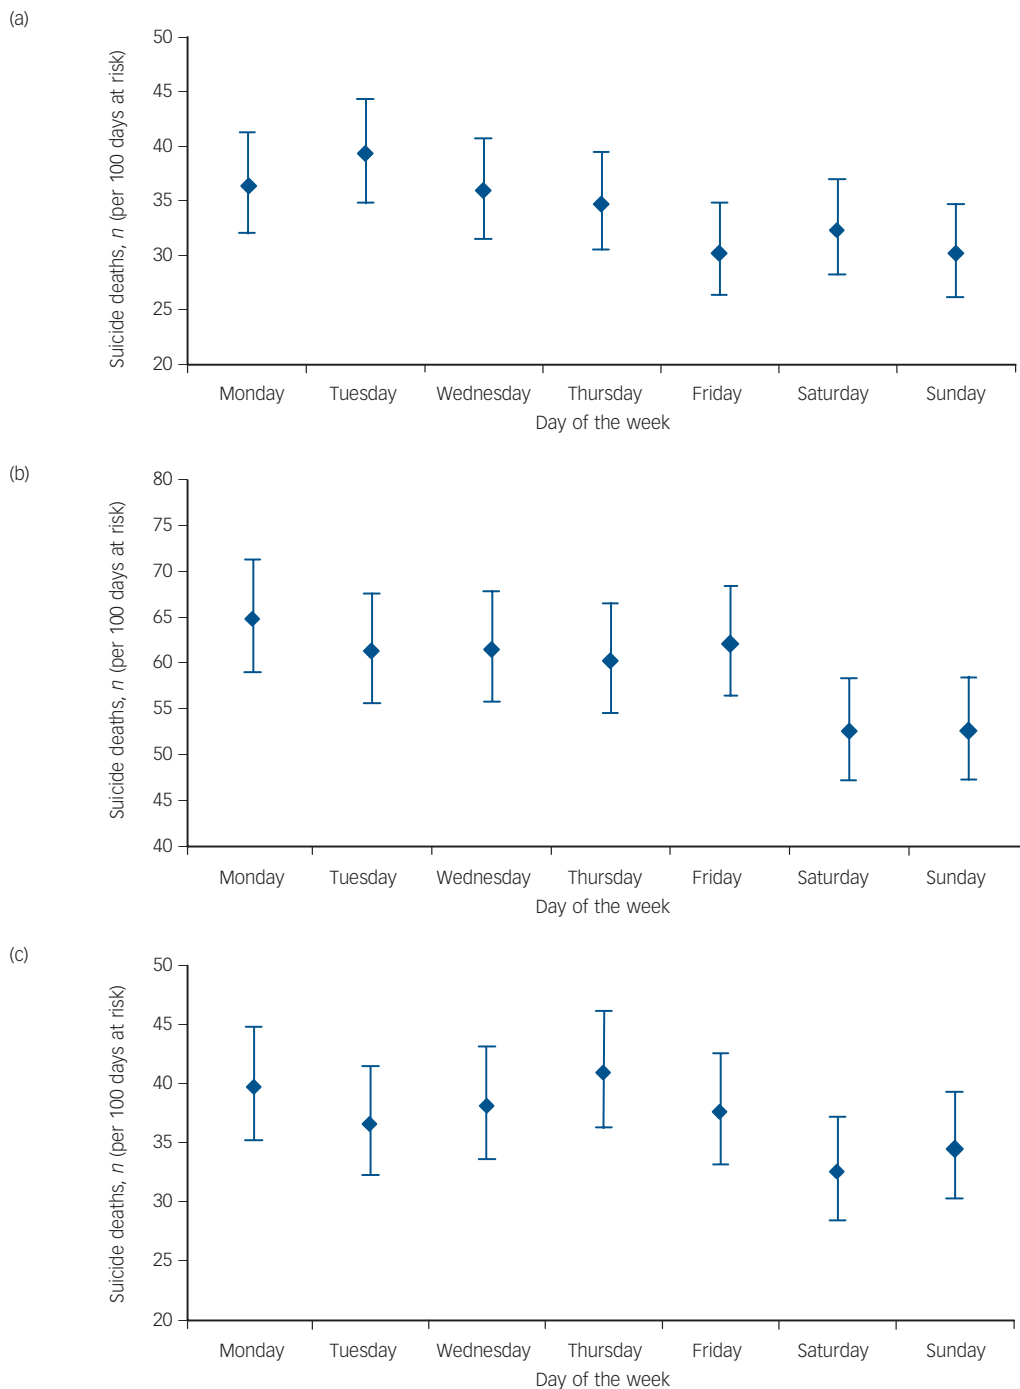 (a)
Suicide deaths, n (per 100 days at risk)
50
45
40
35
30
25
20
Monday Tuesday Wednesday Thursday Friday Saturday Sunday
Day of the week
(b)
Suicide deaths, n (per 100 days at risk)
80
75
70
65
60
55
50
45
40
Monday Tuesday Wednesday Thursday Friday Saturday Sunday
Day of the week
(c)
Suicide deaths, n (per 100 days at risk)
50
45
40
35
30
25
20
Monday Tuesday Wednesday Thursday Friday Saturday Sunday
Day of the week